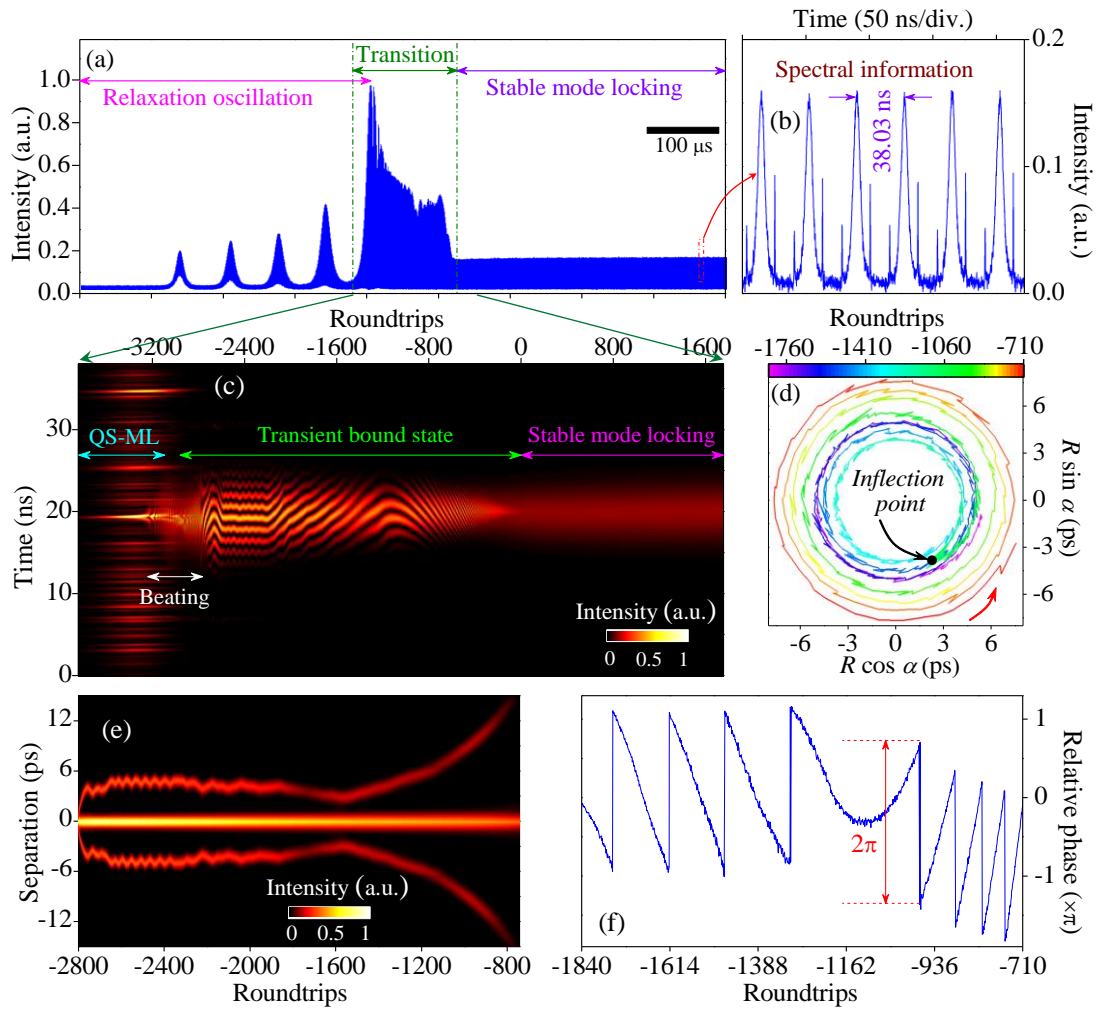 (a)
Transition
Relaxation oscillation
Stable mode locking
100 μs
Intensity (a.u.)
1.0
0.8
0.6
0.4
0.2
0.0
Time (50 ns/div.)
Spectral information
(b)
38.03 ns
0.2
0.1
0.0
Intensity (a.u.)
Roundtrips
-3200 -2400 -1600 -800 0 800 1600
(c)
QS-ML
Transient bound state
Stable mode locking
Beating
Time (ns)
30
20
10
0
Intensity (a.u.)
0 0.5 1
Roundtrips
-1760 -1410 -1060 -710
(d)
Inflection
point
6
3
0
-3
-6
R sin α (ps)
-6 -3 0 3 6
R cos α (ps)
(e)
Separation (ps)
12
6
0
-6
-12
Intensity (a.u.)
0 0.5 1
-2800 -2400 -2000 -1600 -1200 -800
Roundtrips
1
0
-1
Relative phase (×π)
2π
(f)
-1840 -1614 -1388 -1162 -936 -710
Roundtrips